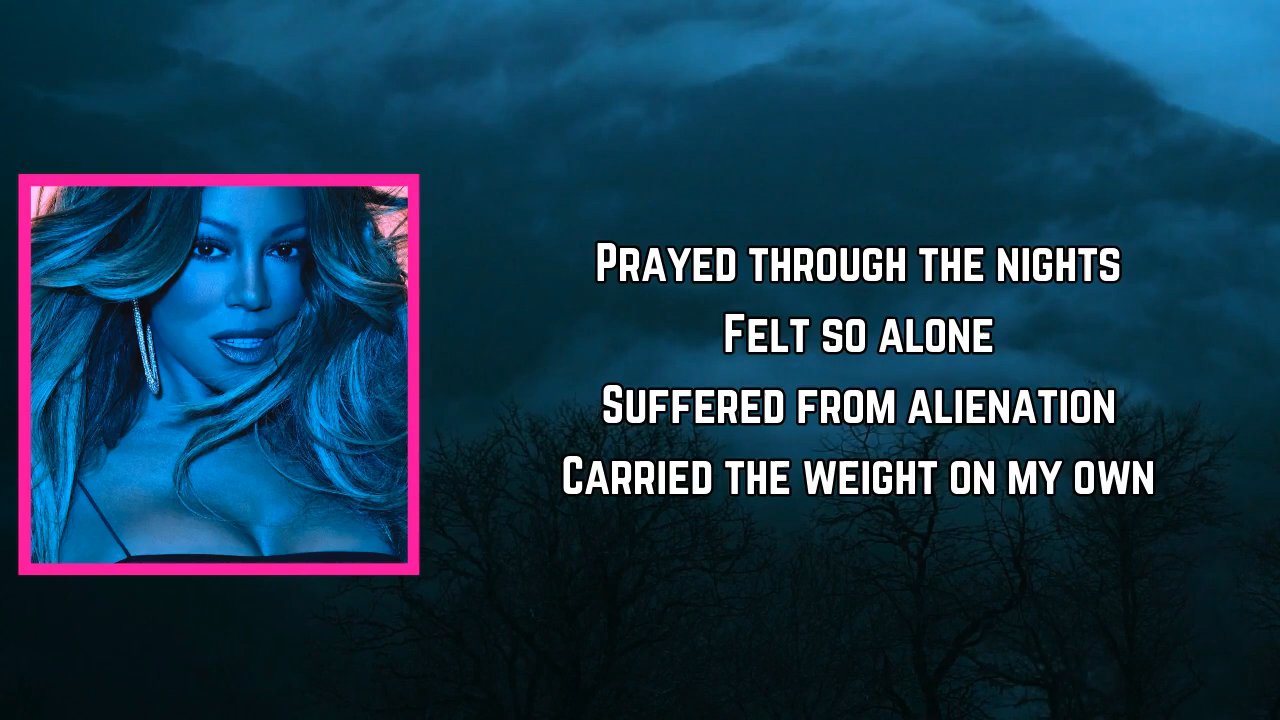 Prayed through the nights
Felt so alone
Suffered from alienation
Carried the weight on my own